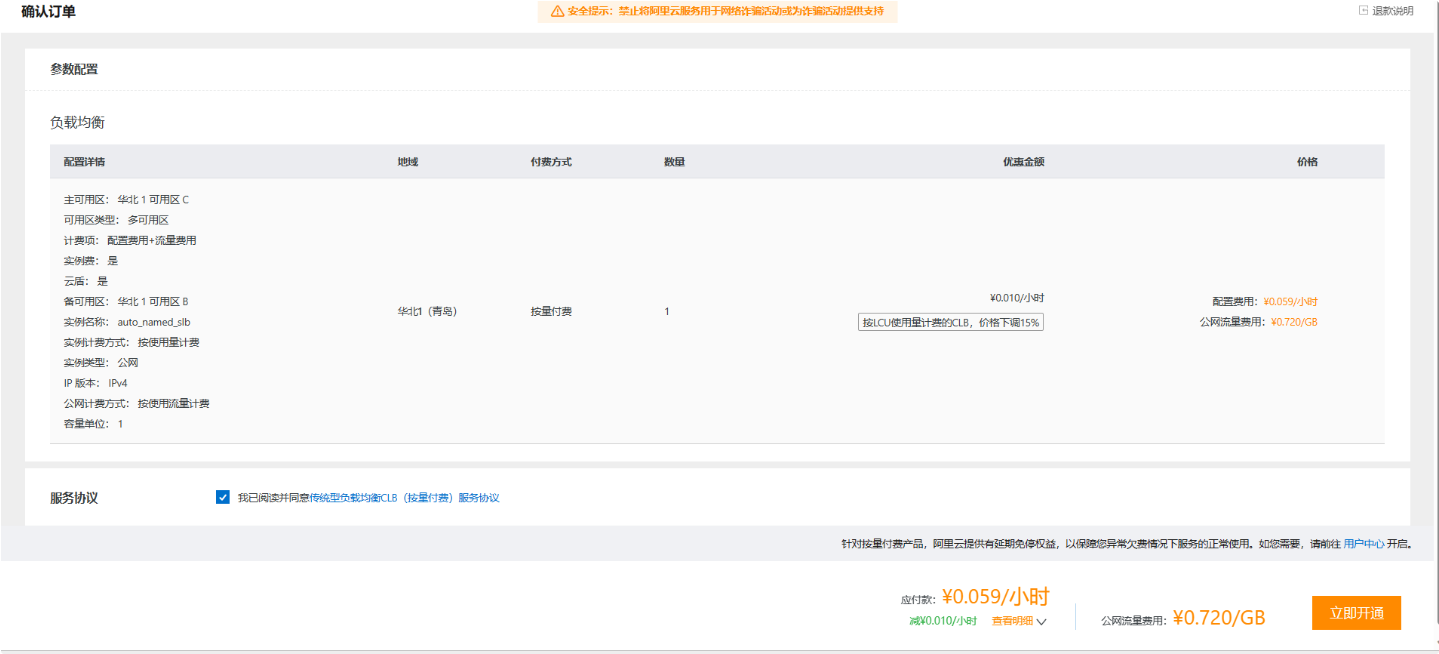 确认订单
安全提示：禁止将阿里云服务用于网络诈骗活动或为诈骗活动提供支持
退款说明
参数配置
负载均衡
配置详情 地域 付费方式 数量 优惠金额 价格
主可用区： 华北 1 可用区 C
可用区类型： 多可用区
计费项： 配置费用+流量费用
实例费： 是
云盾： 是
备可用区： 华北 1 可用区 B
实例名称： auto_named_slb
实例计费方式： 按使用量计费
实例类型： 公网
IP 版本： IPv4
公网计费方式： 按使用流量计费
容量单位： 1
华北1（青岛）
按量付费
1
¥0.010/小时
按LCU使用量计费的CLB，价格下调15%
配置费用：¥0.059/小时
公网流量费用：¥0.720/GB
服务协议
我已阅读并同意传统型负载均衡CLB（按量付费）服务协议
针对按量付费产品，阿里云提供有延期免停权益，以保障您异常欠费情况下服务的正常使用。如您需要，请前往 用户中心 开启。
应付款：¥0.059/小时
减¥0.010/小时 查看明细
公网流量费用：¥0.720/GB
立即开通